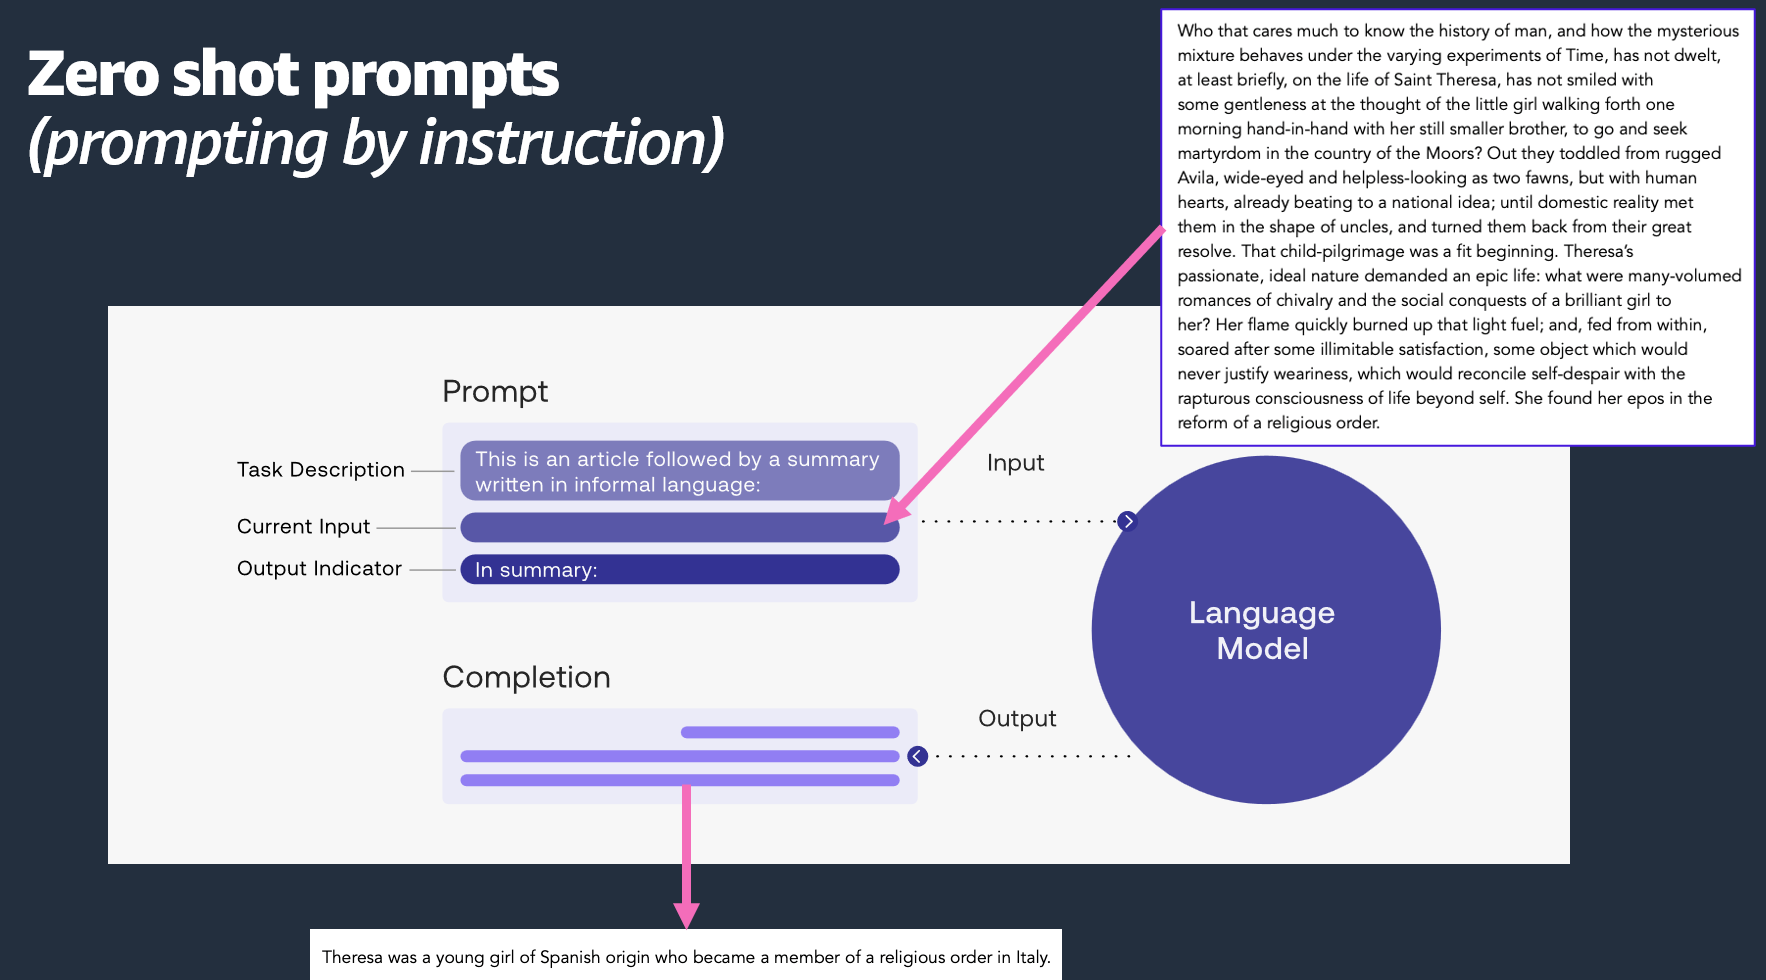 Zero shot prompts
(prompting by instruction)
Who that cares much to know the history of man, and how the mysterious
mixture behaves under the varying experiments of Time, has not dwelt,
at least briefly, on the life of Saint Theresa, has not smiled with
some gentleness at the thought of the little girl walking forth one
morning hand-in-hand with her still smaller brother, to go and seek
martyrdom in the country of the Moors? Out they toddled from rugged
Avila, wide-eyed and helpless-looking as two fawns, but with human
hearts, already beating to a national idea; until domestic reality met
them in the shape of uncles, and turned them back from their great
resolve. That child-pilgrimage was a fit beginning. Theresa’s
passionate, ideal nature demanded an epic life: what were many-volumed
romances of chivalry and the social conquests of a brilliant girl to
her? Her flame quickly burned up that light fuel; and, fed from within,
soared after some illimitable satisfaction, some object which would
never justify weariness, which would reconcile self-despair with the
rapturous consciousness of life beyond self. She found her epos in the
reform of a religious order.
Prompt
Task Description
This is an article followed by a summary
written in informal language:
Current Input
Output Indicator
In summary:
Input
Language
Model
Completion
Output
Theresa was a young girl of Spanish origin who became a member of a religious order in Italy.